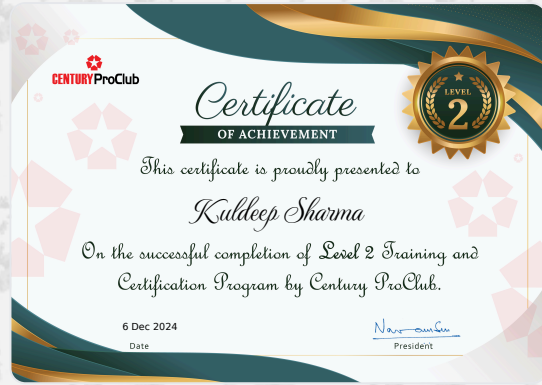 CENTURY ProClub
Certificate
OF ACHIEVEMENT
LEVEL
2
This certificate is proudly presented to
Kuldeep Sharma
On the successful completion of Level 2 Training and
Certification Program by Century ProClub.
6 Dec 2024
Date
President